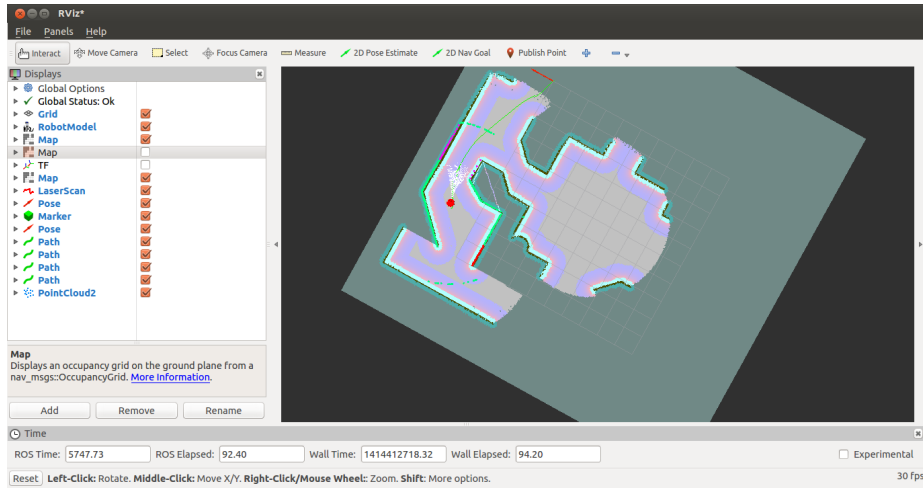 RViz*
File Panels Help
Interact Move Camera Select Focus Camera Measure 2D Pose Estimate 2D Nav Goal Publish Point
Displays
Global Options
Global Status: Ok
Grid
RobotModel
Map
Map
TF
Map
LaserScan
Pose
Marker
Pose
Path
Path
Path
Path
PointCloud2
Map
Displays an occupancy grid on the ground plane from a
nav_msgs::OccupancyGrid. More Information.
Add Remove Rename
Time
ROS Time: 5747.73 ROS Elapsed: 92.40 Wall Time: 1414412718.32 Wall Elapsed: 94.20 Experimental
Reset Left-Click: Rotate. Middle-Click: Move X/Y. Right-Click/Mouse Wheel:: Zoom. Shift: More options. 30 fps